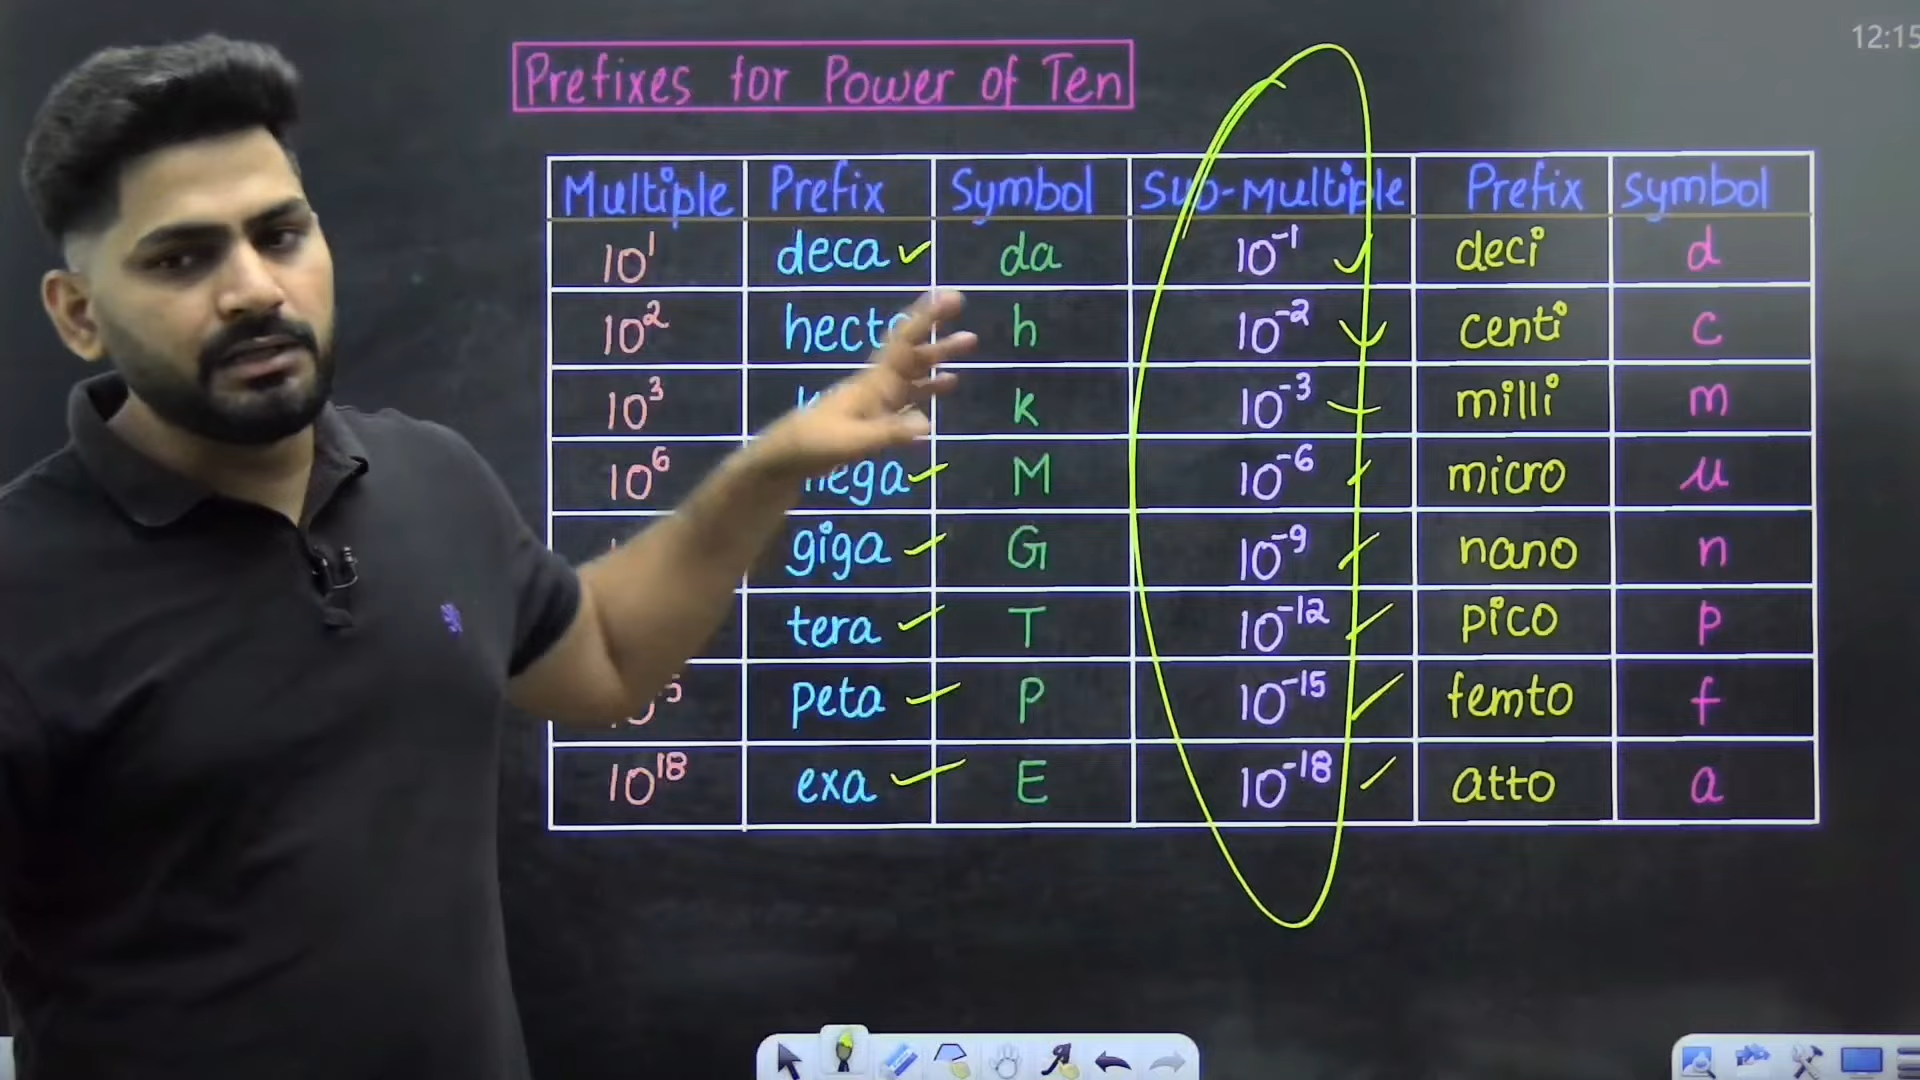 12:15
Prefixes for Power of Ten
Multiple Prefix Symbol Sub-Multiple Prefix symbol
10¹ deca da 10⁻¹ deci d
10² h 10⁻² centi c
10³ k 10⁻³ milli m
10⁶ mega M 10⁻⁶ micro μ
giga G 10⁻⁹ nano n
tera T 10⁻¹² pico p
peta P 10⁻¹⁵ femto f
10¹⁸ exa E 10⁻¹⁸ atto a